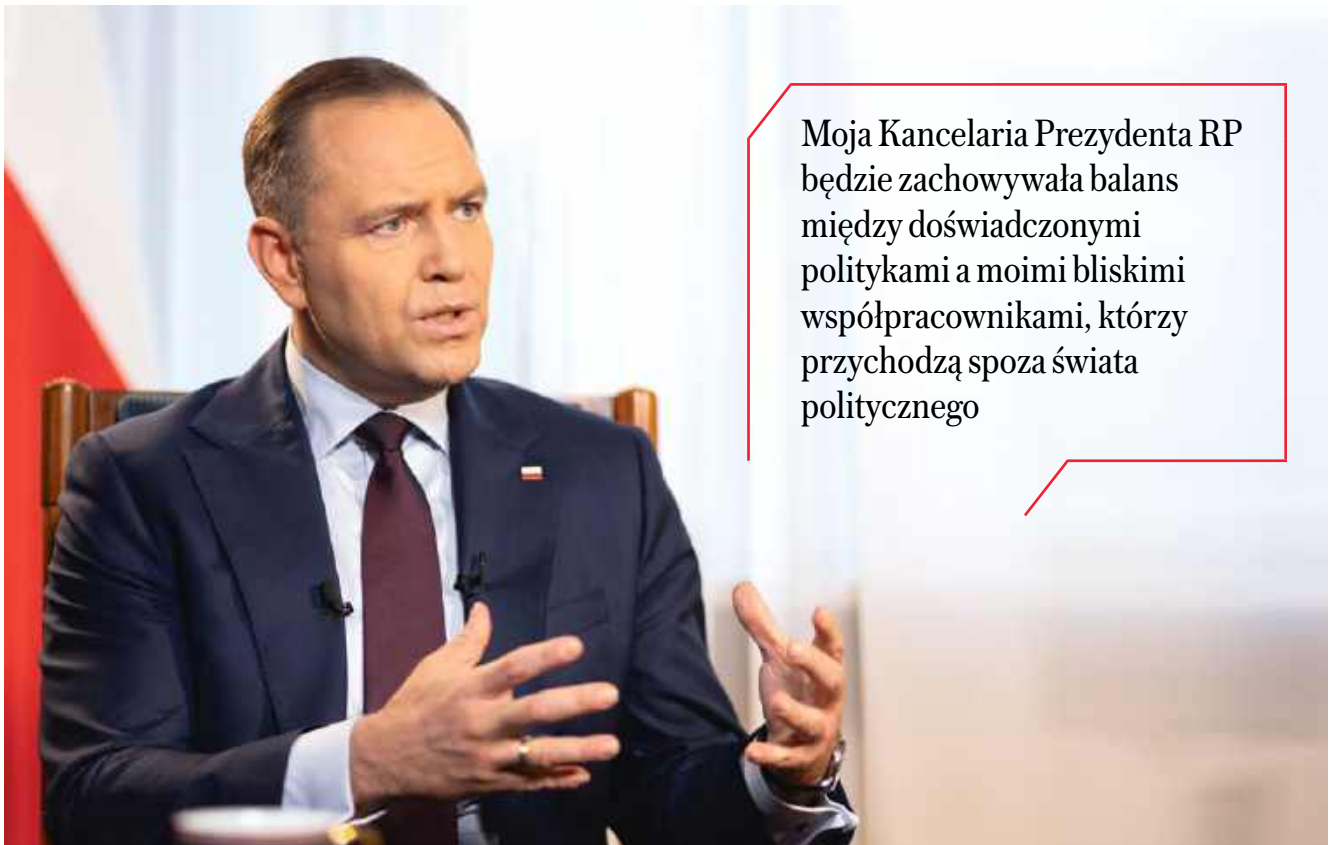 Moja Kancelaria Prezydenta RP
będzie zachowywała balans
między doświadczonymi
politykami a moimi bliskimi
współpracownikami, którzy
przychodzą spoza świata
politycznego